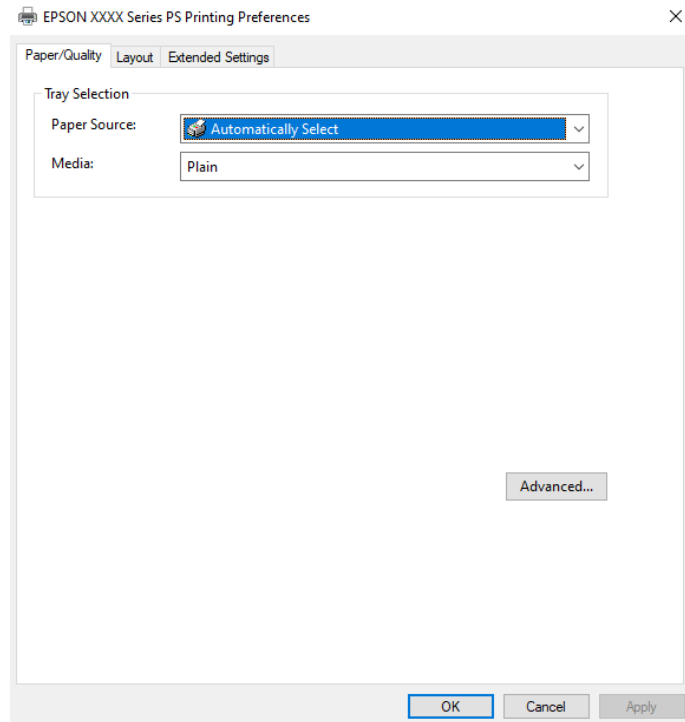 EPSON XXXX Series PS Printing Preferences
Paper/Quality Layout Extended Settings
Tray Selection
Paper Source: Automatically Select
Media: Plain
Advanced...
OK Cancel Apply